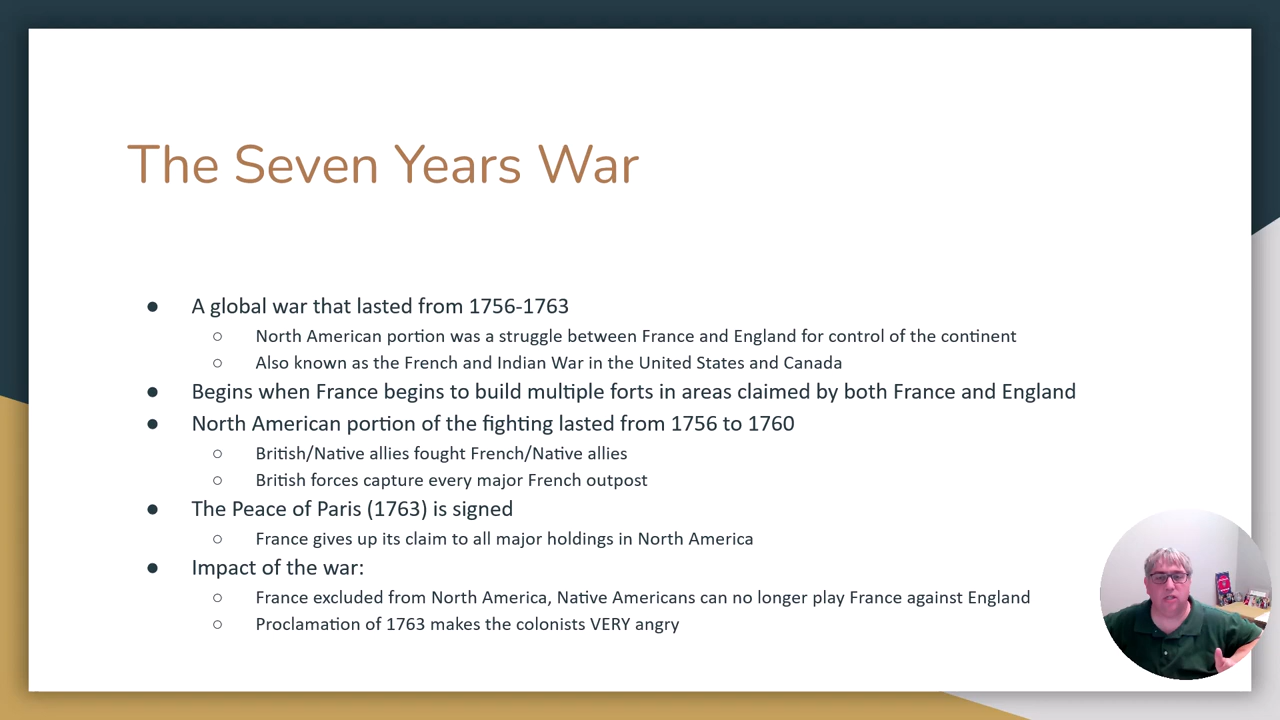 The Seven Years War
● A global war that lasted from 1756-1763
○ North American portion was a struggle between France and England for control of the continent
○ Also known as the French and Indian War in the United States and Canada
● Begins when France begins to build multiple forts in areas claimed by both France and England
● North American portion of the fighting lasted from 1756 to 1760
○ British/Native allies fought French/Native allies
○ British forces capture every major French outpost
● The Peace of Paris (1763) is signed
○ France gives up its claim to all major holdings in North America
● Impact of the war:
○ France excluded from North America, Native Americans can no longer play France against England
○ Proclamation of 1763 makes the colonists VERY angry